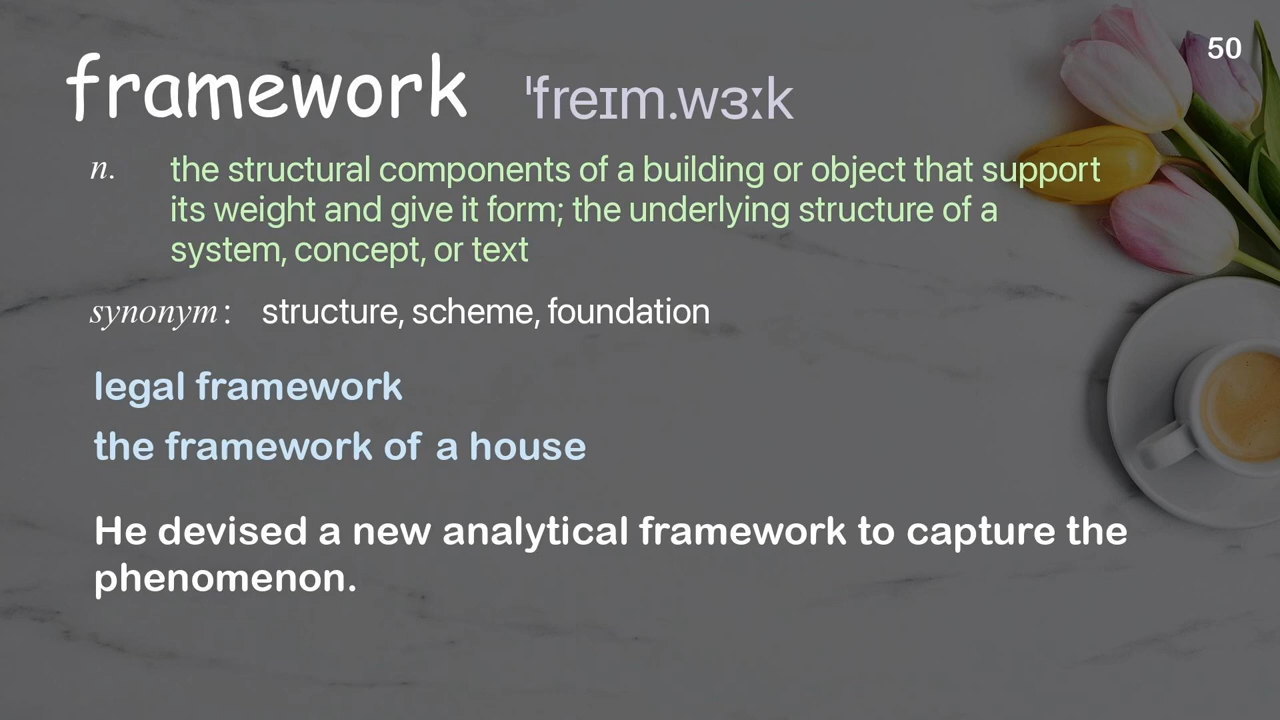 50
framework ˈfreɪm.wɜːk
n. the structural components of a building or object that support
its weight and give it form; the underlying structure of a
system, concept, or text
synonym: structure, scheme, foundation
legal framework
the framework of a house
He devised a new analytical framework to capture the
phenomenon.